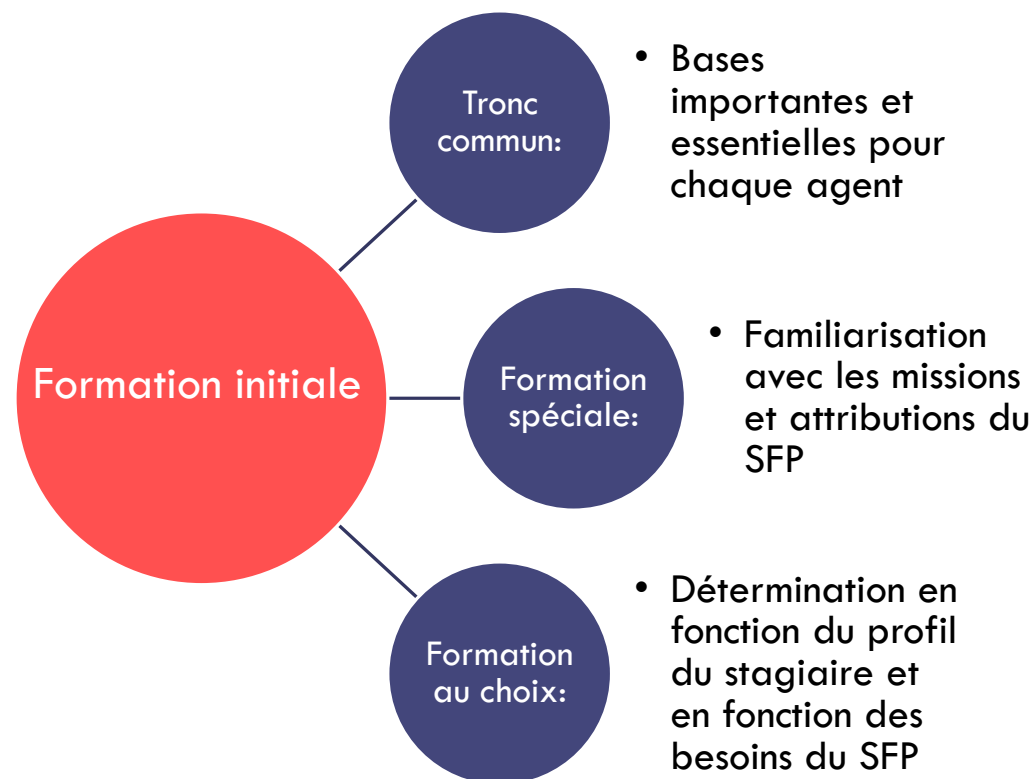 Formation initiale
Tronc
commun:
• Bases
importantes et
essentielles pour
chaque agent
Formation
spéciale:
• Familiarisation
avec les missions
et attributions du
SFP
Formation
au choix:
• Détermination en
fonction du profil
du stagiaire et
en fonction des
besoins du SFP